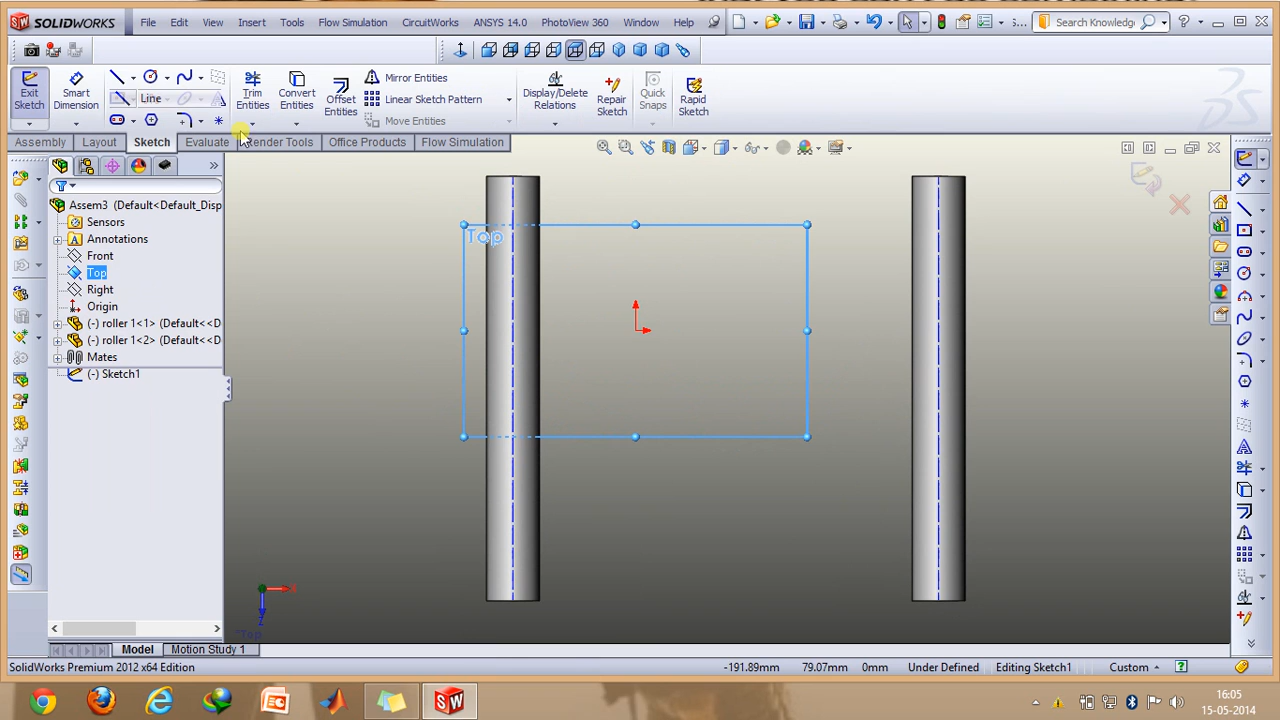 SOLIDWORKS File Edit View Insert Tools Flow Simulation CircuitWorks ANSYS 14.0 PhotoView 360 Window Help S... Search Knowledg
Exit Sketch
Smart Dimension
Line
Trim Entities
Convert Entities
Offset Entities
Mirror Entities
Linear Sketch Pattern
Move Entities
Display/Delete Relations
Repair Sketch
Quick Snaps
Rapid Sketch
Assembly Layout Sketch Evaluate Render Tools Office Products Flow Simulation
Assem3 (Default<Default_Disp
Sensors
Annotations
Front
Top
Right
Origin
(-) roller 1<1> (Default<<D
(-) roller 1<2> (Default<<D
Mates
(-) Sketch1
Top
X
Z
*Top
Model Motion Study 1
SolidWorks Premium 2012 x64 Edition -191.89mm 79.07mm 0mm Under Defined Editing Sketch1 Custom
16:05
15-05-2014